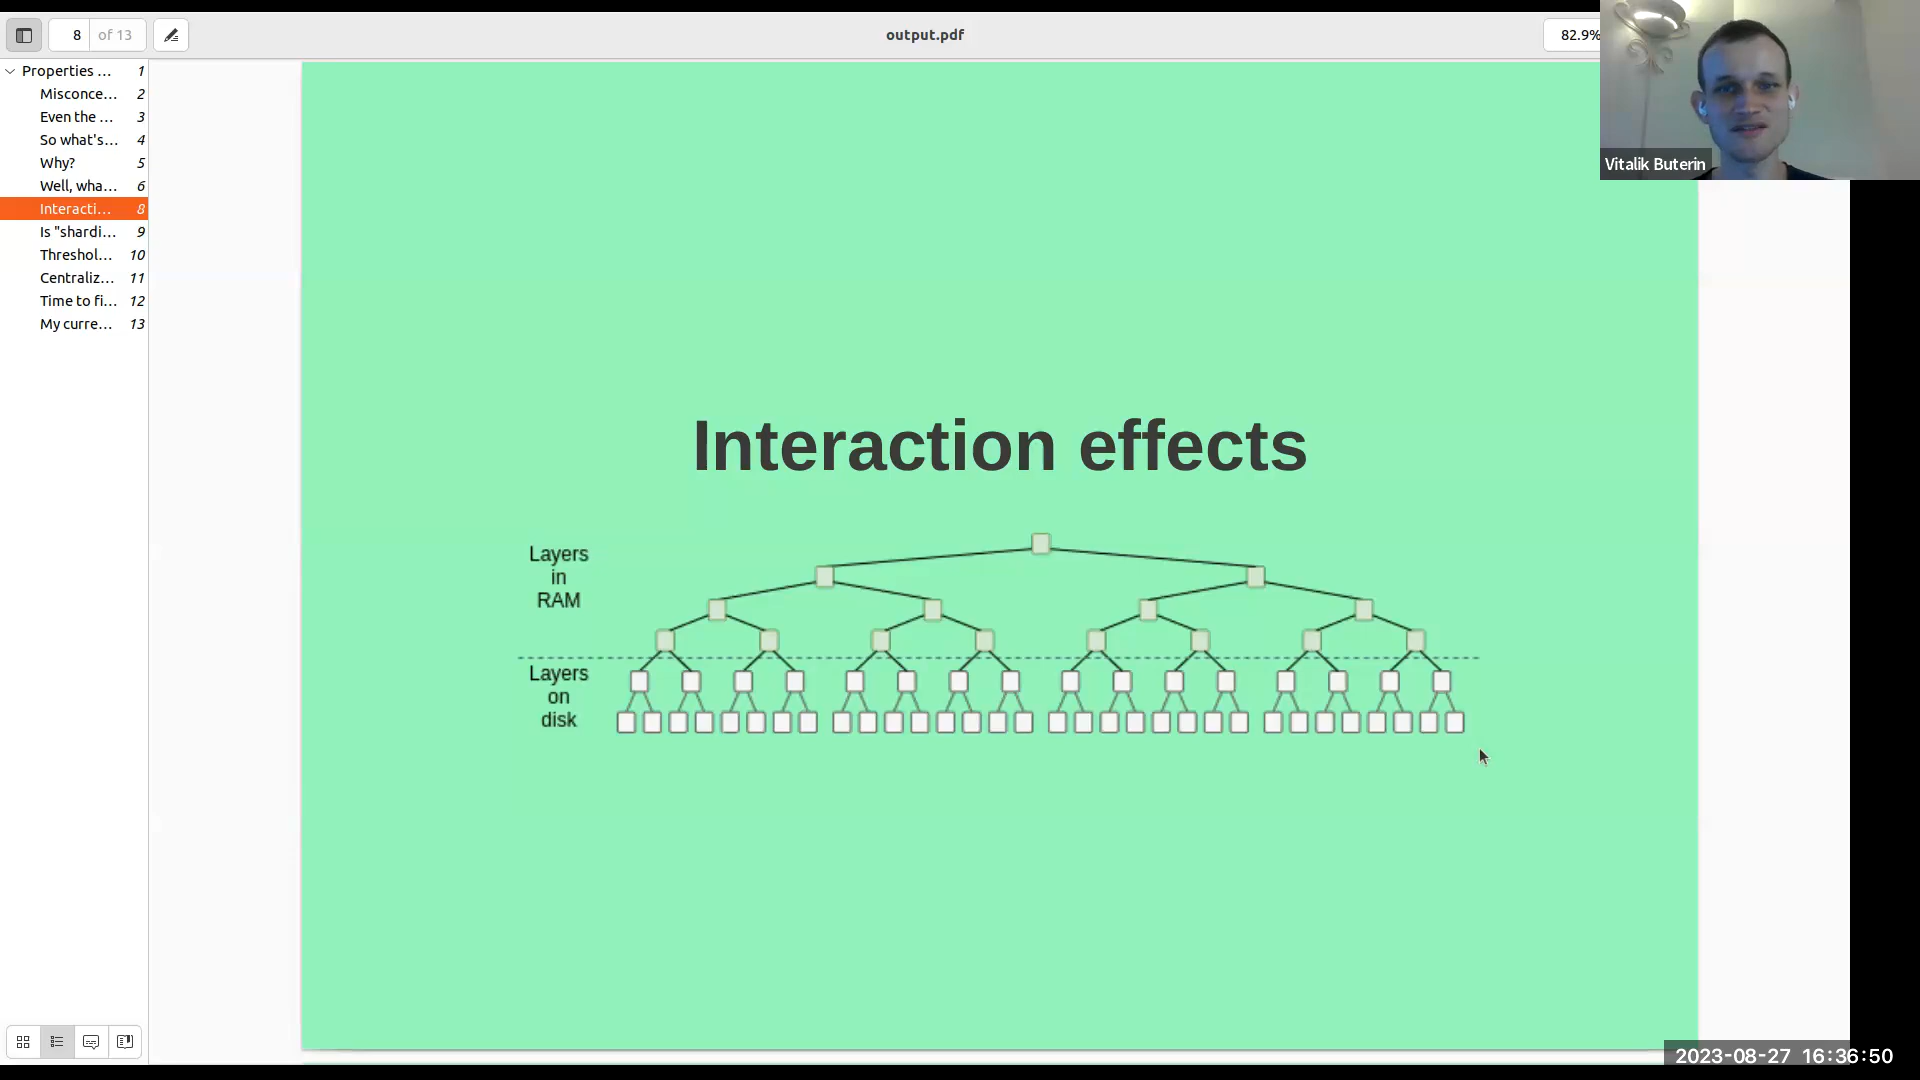 8 of 13
output.pdf
82.9%
Properties ... 1
Misconce... 2
Even the ... 3
So what's... 4
Why? 5
Well, wha... 6
Interacti... 8
Is "shardi... 9
Threshol... 10
Centraliz... 11
Time to fi... 12
My curre... 13
Vitalik Buterin
Interaction effects
Layers
in
RAM
Layers
on
disk
2023-08-27 16:36:50